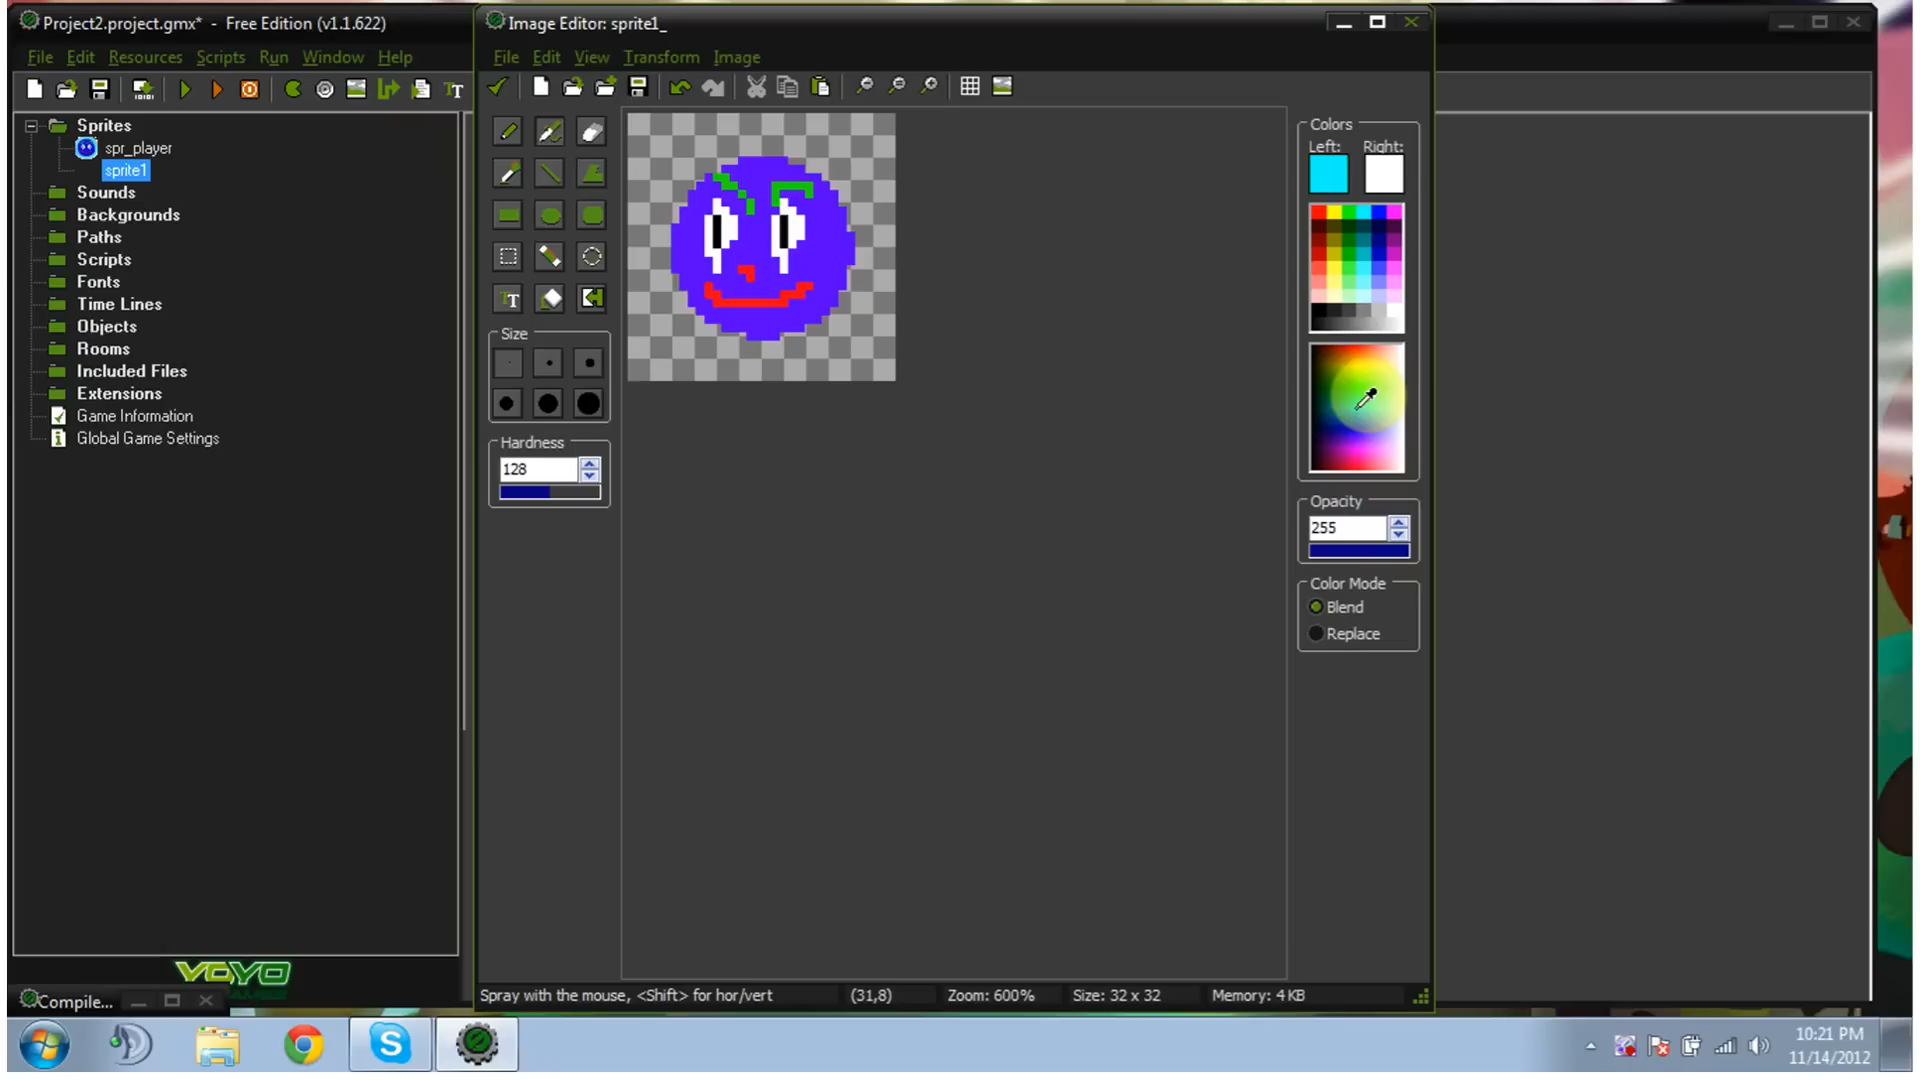 Project2.project.gmx* - Free Edition (v1.1.622)
Image Editor: sprite1_
File Edit Resources Scripts Run Window Help
File Edit View Transform Image
TT
Sprites
spr_player
sprite1
Sounds
Backgrounds
Paths
Scripts
Fonts
Time Lines
Objects
Rooms
Included Files
Extensions
Game Information
Global Game Settings
TT
Size
Hardness
128
Colors
Left: Right:
Opacity
255
Color Mode
Blend
Replace
YOYO
Compile...
Spray with the mouse, <Shift> for hor/vert (31,8) Zoom: 600% Size: 32 x 32 Memory: 4 KB
10:21 PM
11/14/2012